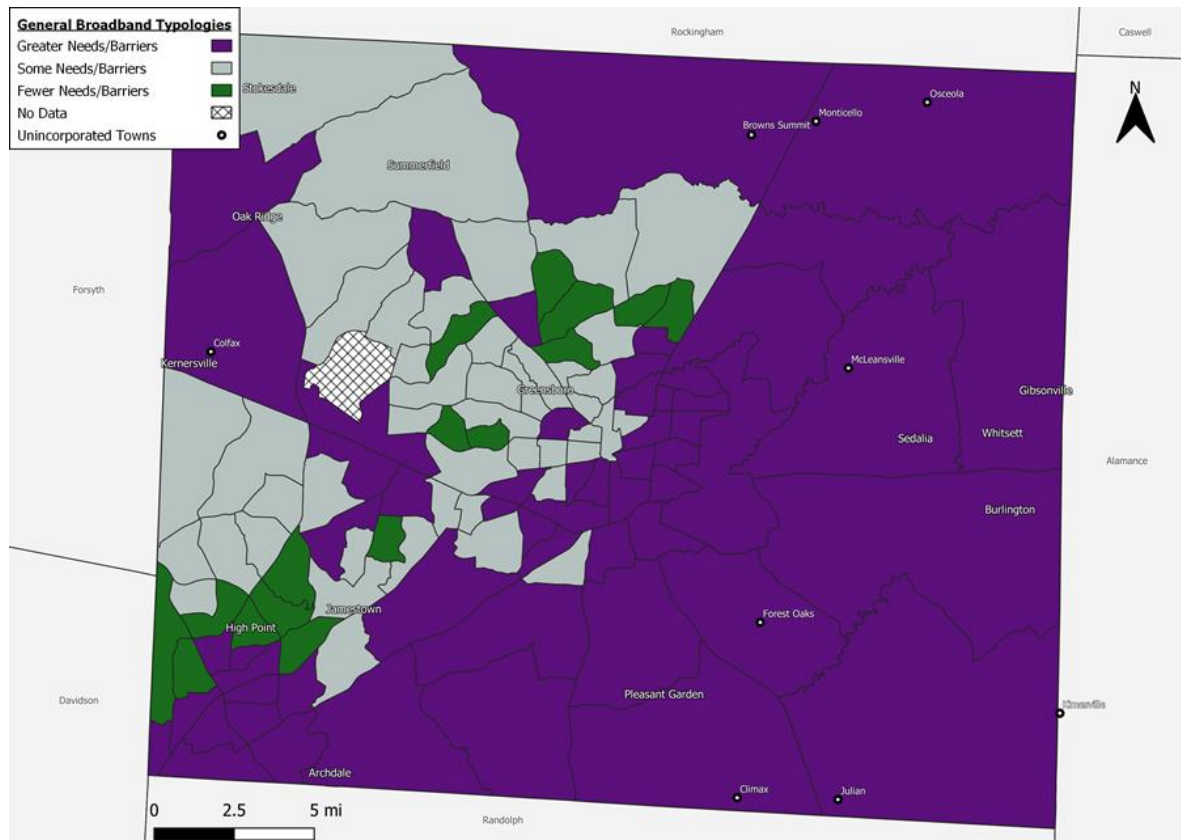 General Broadband Typologies
Greater Needs/Barriers
Some Needs/Barriers
Fewer Needs/Barriers
No Data
Unincorporated Towns
Rockingham
Caswell
N
Stokesdale
Osceola
Monticello
Browns Summit
Summerfield
Oak Ridge
Forsyth
Colfax
Kernersville
McLeansville
Greensboro
Gibsonville
Whitsett
Sedalia
Alamance
Burlington
Jamestown
Forest Oaks
High Point
Pleasant Garden
Davidson
Kimesville
Archdale
Climax
Julian
0 2.5 5 mi
Randolph